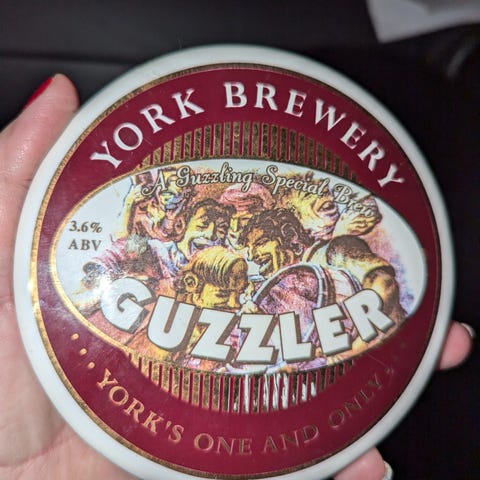 YORK BREWERY
A Guzzling Special Brew
3.6%
ABV
GUZZLER
...YORK'S ONE AND ONLY...